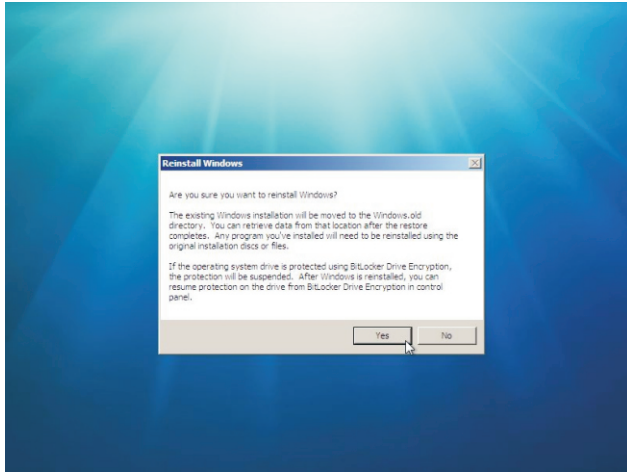 Reinstall Windows
Are you sure you want to reinstall Windows?
The existing Windows installation will be moved to the Windows.old
directory. You can retrieve data from that location after the restore
completes. Any program you've installed will need to be reinstalled using the
original installation discs or files.
If the operating system drive is protected using BitLocker Drive Encryption,
the protection will be suspended. After Windows is reinstalled, you can
resume protection on the drive from BitLocker Drive Encryption in control
panel.
Yes No